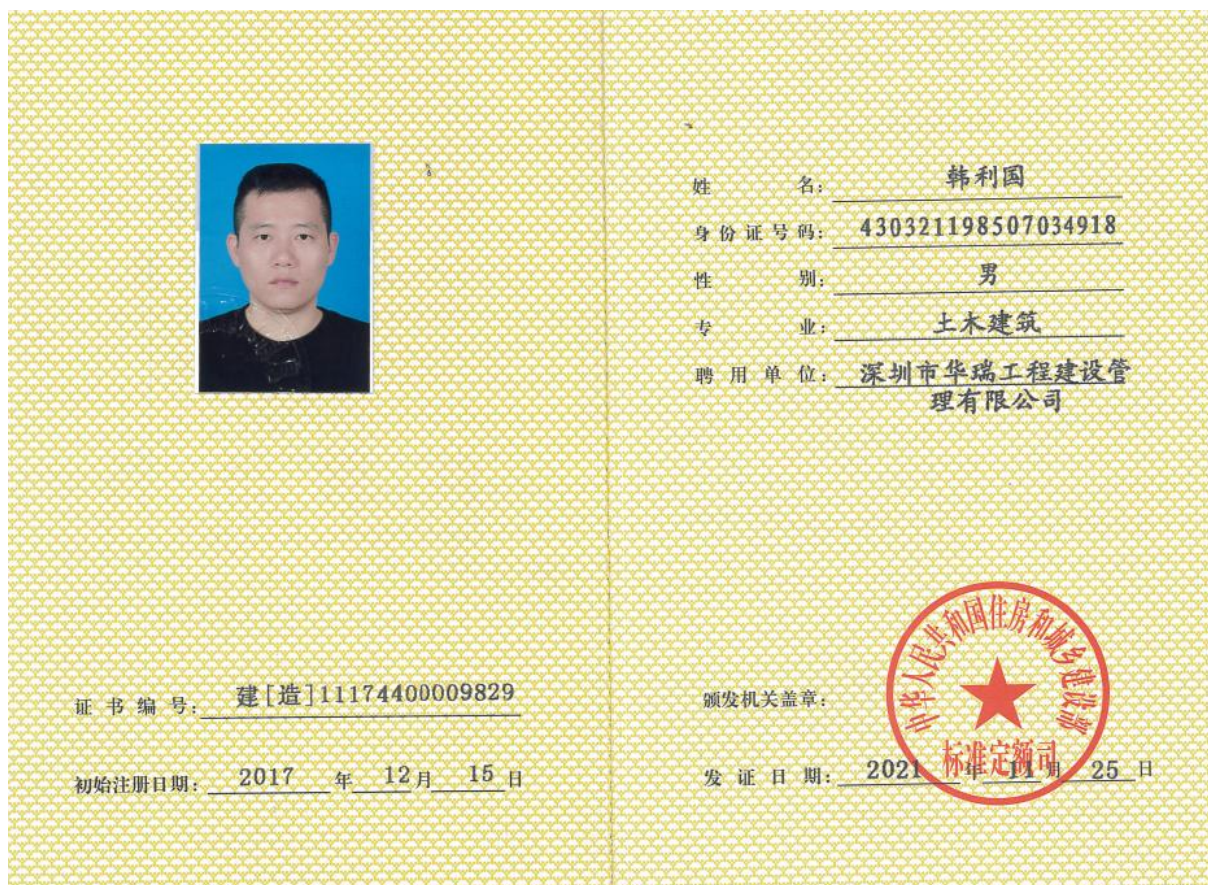 姓名：韩利国
身份证号码：430321198507034918
性别：男
专业：土木建筑
聘用单位：深圳市华瑞工程建设管
理有限公司
证书编号：建[造]11174400009829
初始注册日期：2017年12月15日
颁发机关盖章：
中华人民共和国住房和城乡建设部
标准定额司
发证日期：2021年11月25日